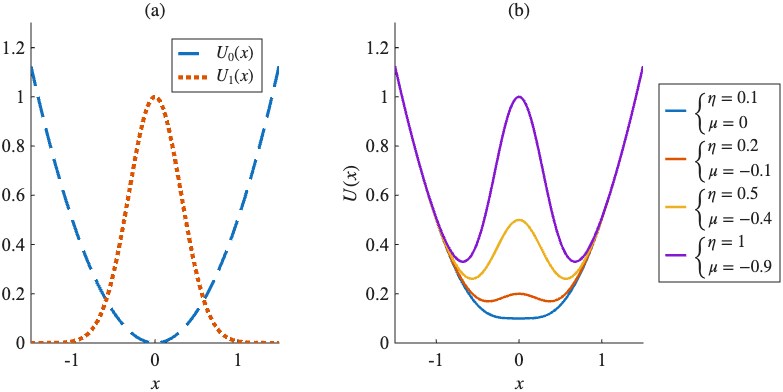 (a)
1.2
1
0.8
0.6
0.4
0.2
0
-1
0
1
x
U₀(x)
U₁(x)
(b)
U(x)
1.2
1
0.8
0.6
0.4
0.2
0
-1
0
1
x
η = 0.1
μ = 0
η = 0.2
μ = −0.1
η = 0.5
μ = −0.4
η = 1
μ = −0.9